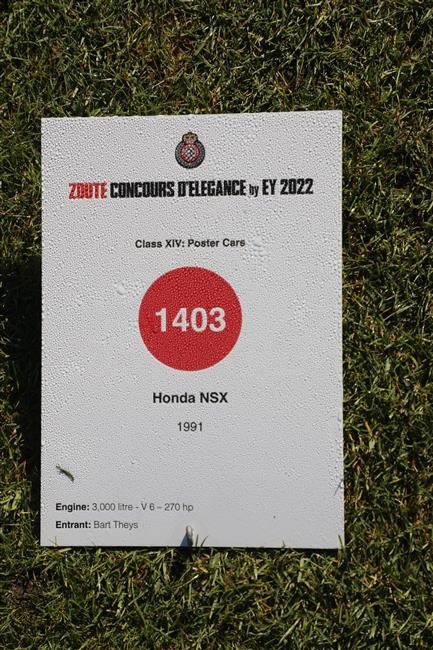 ZOUTE CONCOURS D'ELEGANCE by EY 2022
Class XIV: Poster Cars
1403
Honda NSX
1991
Engine: 3,000 litre - V 6 – 270 hp
Entrant: Bart Theys